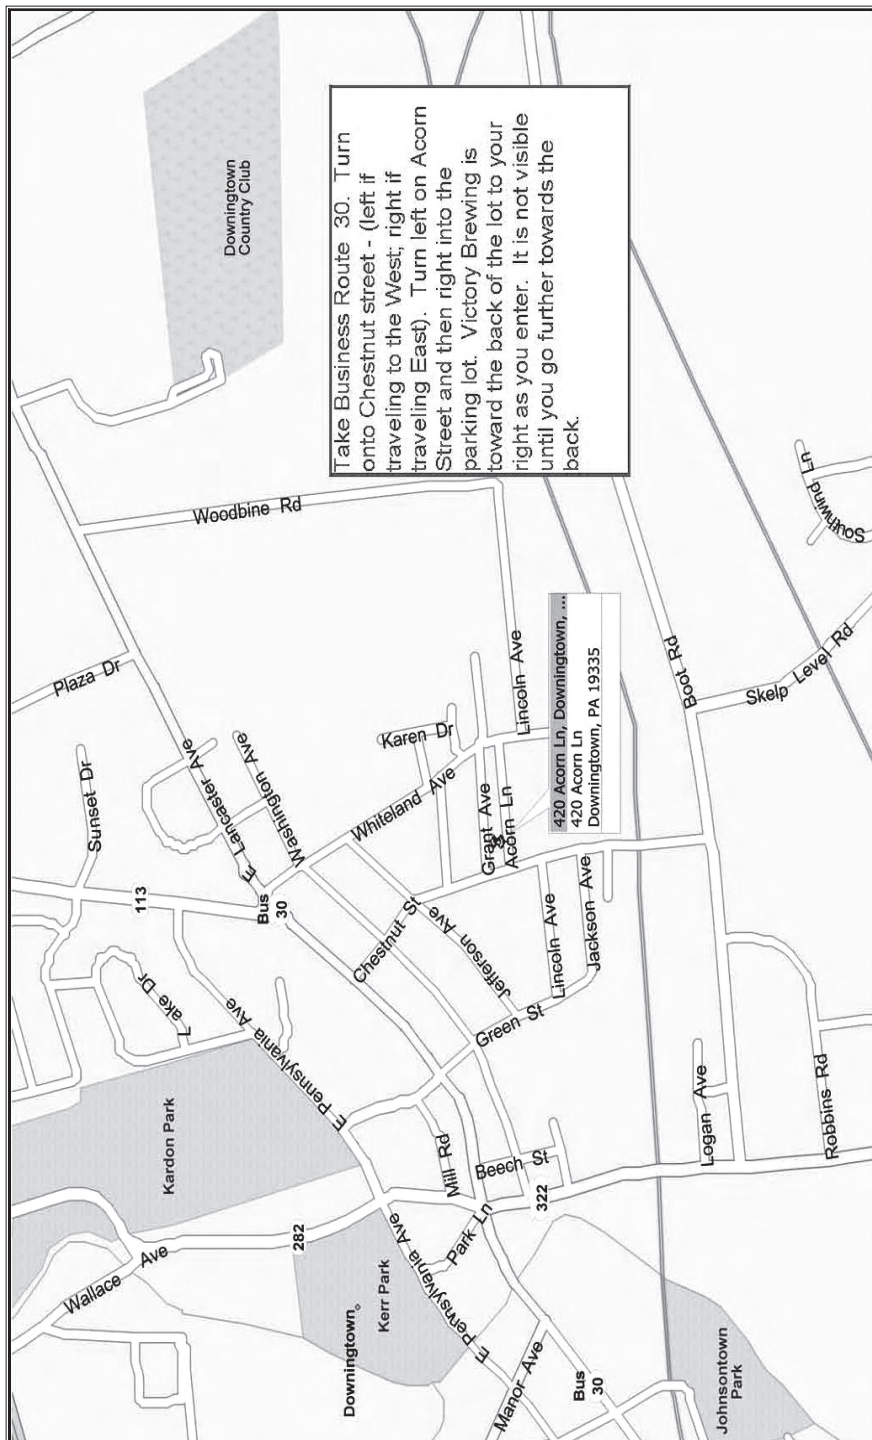 Take Business Route 30. Turn
onto Chestnut street - (left if
traveling to the West; right if
traveling East). Turn left on Acorn
Street and then right into the
parking lot. Victory Brewing is
toward the back of the lot to your
right as you enter. It is not visible
until you go further towards the
back.
Downingtown
Country Club
Woodbine Rd
Plaza Dr
Sunset Dr
E Lancaster Ave
Washington Ave
Karen Dr
Whiteland Ave
Lincoln Ave
Grant Ave
Acorn Ln
420 Acorn Ln, Downingtown, ...
420 Acorn Ln
Downingtown, PA 19335
Boot Rd
Skelp Level Rd
Southwind Ln
113
Bus
30
Chestnut St
Jefferson Ave
Lincoln Ave
Jackson Ave
Green St
Lake Dr
E Pennsylvania Ave
Kardon Park
Mill Rd
Beech St
Logan Ave
Robbins Rd
322
Park Ln
282
Wallace Ave
Kerr Park
Downingtown
E Pennsylvania Ave
Manor Ave
Bus
30
Johnsontown
Park